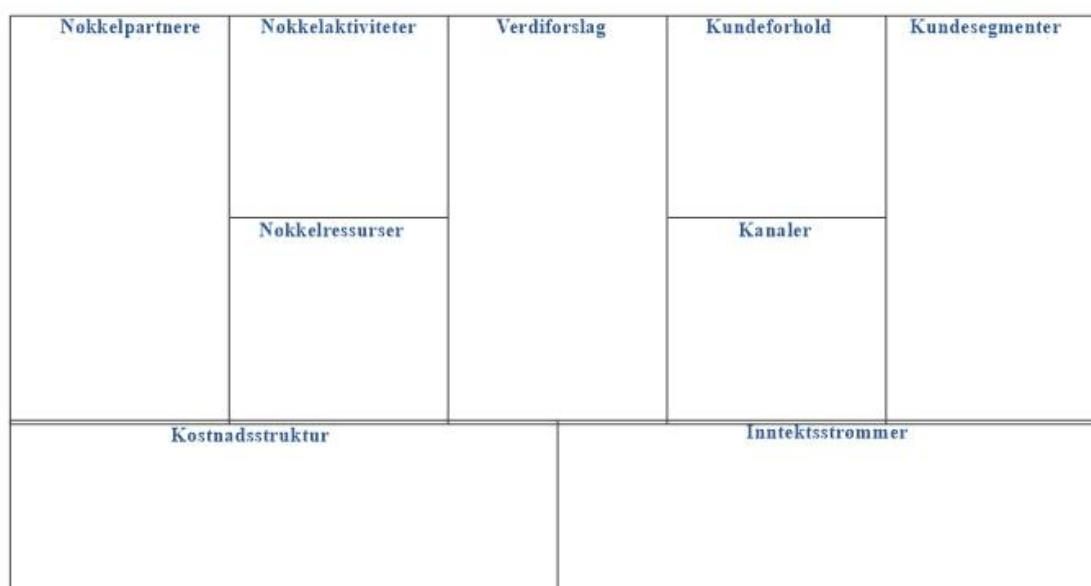 Nøkkelpartnere
Nøkkelaktiviteter
Verdiforslag
Kundeforhold
Kundesegmenter
Nøkkelressurser
Kanaler
Kostnadsstruktur
Inntektsstrømmer